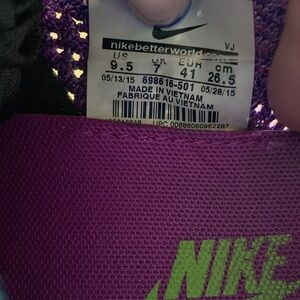 nikebetterworld.com
VJ
US UK EUR cm
9.5 7 41 26.5
05/13/15 698616-501 05/28/15
MADE IN VIETNAM
FABRIQUE AU VIETNAM
UPC 00886060962287
NIKE